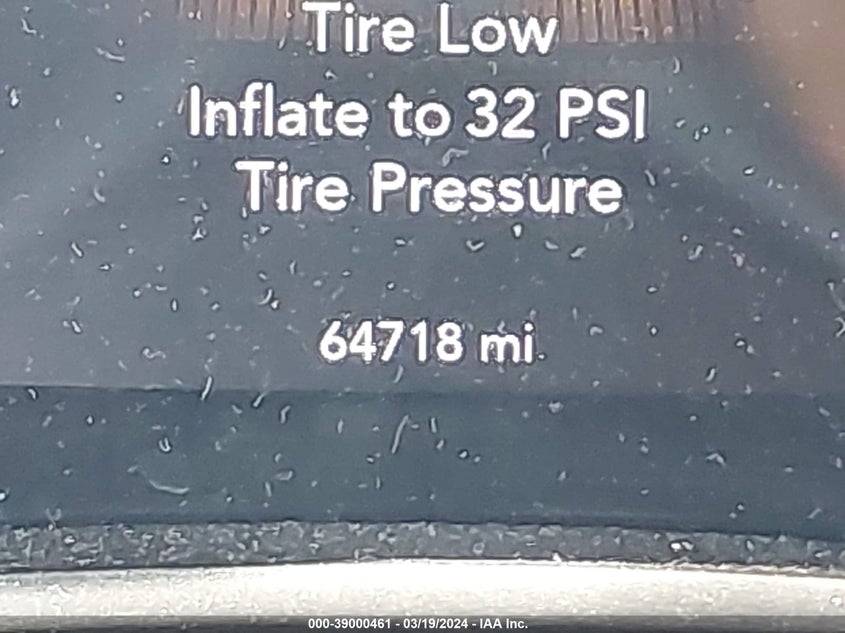 Tire Low
Inflate to 32 PSI
Tire Pressure
64718 mi
000-39000461 - 03/19/2024 - IAA Inc.